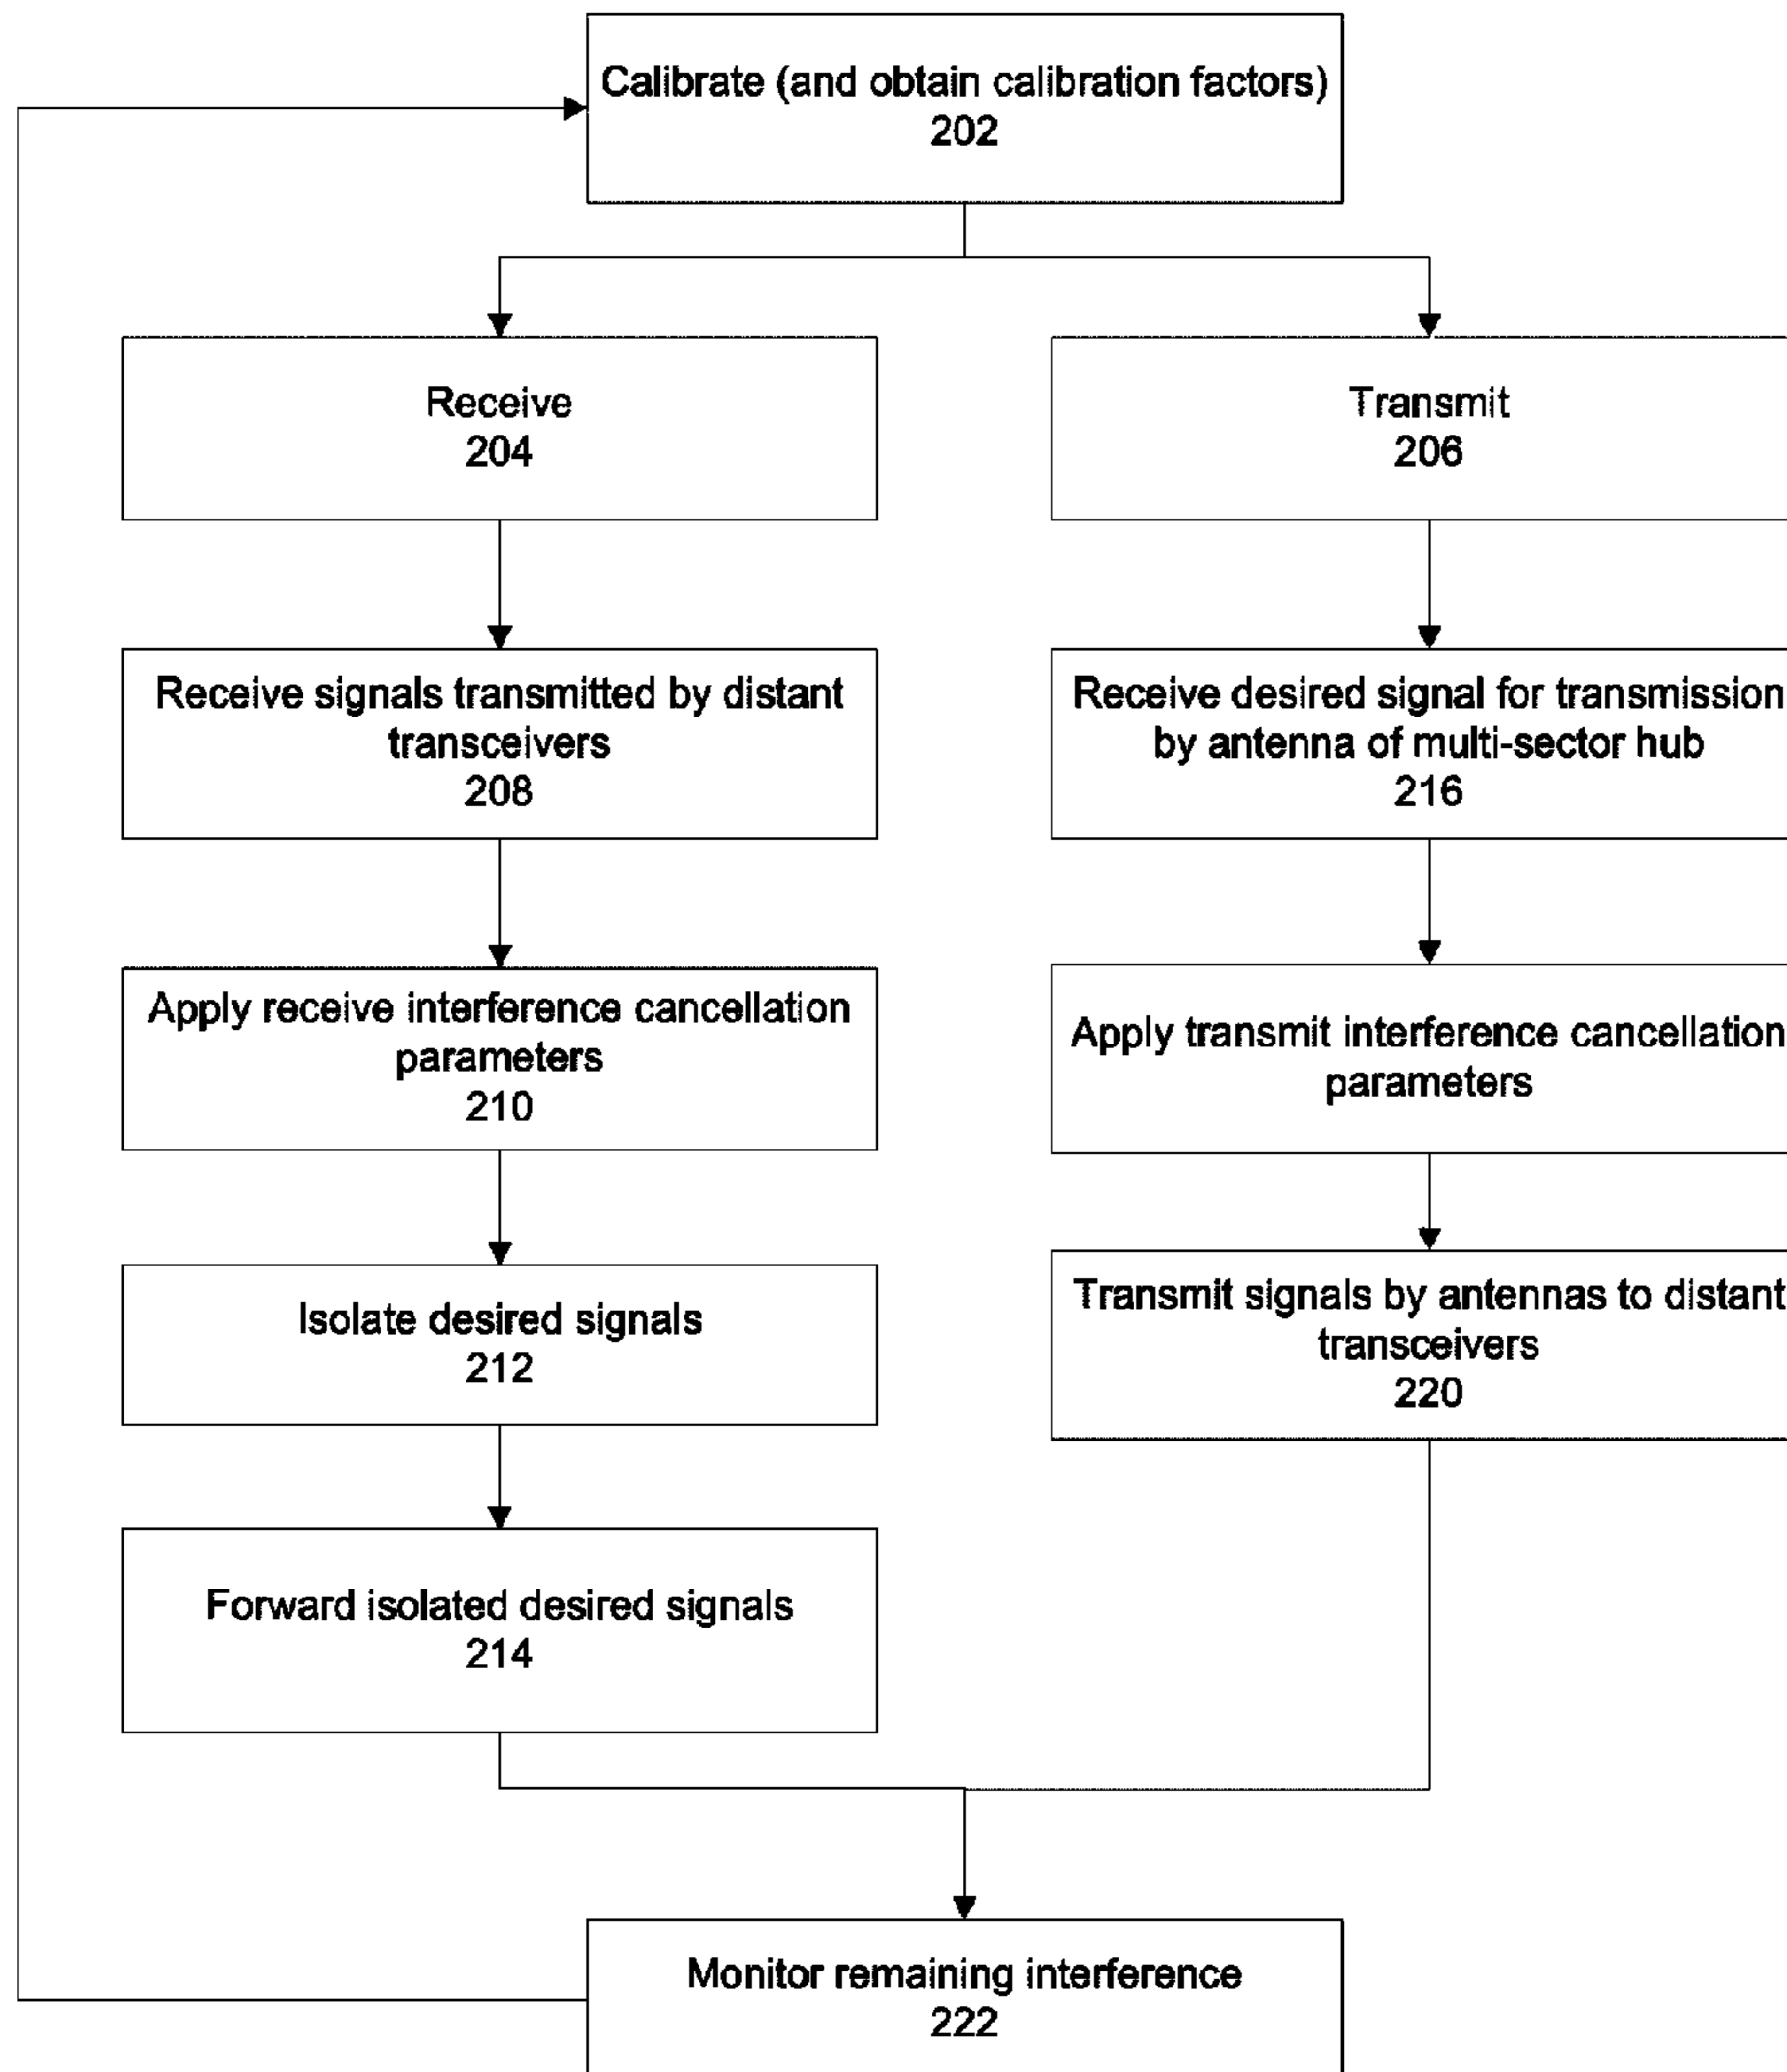 Calibrate (and obtain calibration factors)
202
Receive
204
Transmit
206
Receive signals transmitted by distant
transceivers
208
Receive desired signal for transmission
by antenna of multi-sector hub
216
Apply receive interference cancellation
parameters
210
Apply transmit interference cancellation
parameters
Isolate desired signals
212
Transmit signals by antennas to distant
transceivers
220
Forward isolated desired signals
214
Monitor remaining interference
222